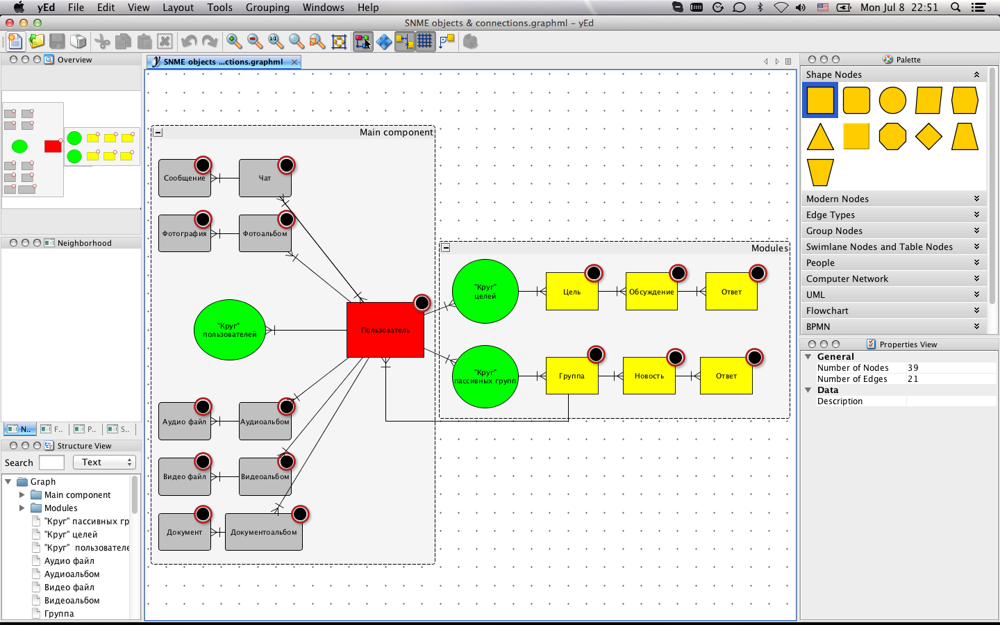 yEd File Edit View Layout Tools Grouping Windows Help Mon Jul 8 22:51
SNME objects & connections.graphml – yEd
1:1
Overview
SNME objects ...ctions.graphml
Palette
Shape Nodes
Modern Nodes
Edge Types
Group Nodes
Swimlane Nodes and Table Nodes
People
Computer Network
UML
Flowchart
BPMN
Properties View
General
Number of Nodes 39
Number of Edges 21
Data
Description
Neighborhood
N.. F.. P.. S..
Structure View
Search Text
Graph
Main component
Modules
"Круг" пассивных гр
"Круг" целей
"Круг" пользователе
Аудио файл
Аудиоальбом
Видео файл
Видеоальбом
Группа
Main component
Сообщение
Чат
Фотография
Фотоальбом
"Круг"
пользователей
Пользователь
Аудио файл
Аудиоальбом
Видео файл
Видеоальбом
Документ
Документоальбом
Modules
"Круг"
целей
Цель
Обсуждение
Ответ
"Круг"
пассивных групп
Группа
Новость
Ответ